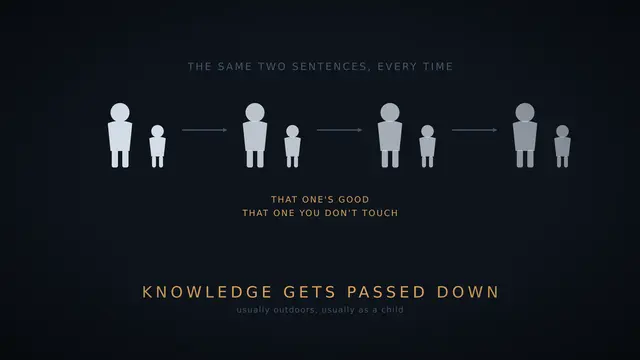 THE SAME TWO SENTENCES, EVERY TIME
THAT ONE'S GOOD
THAT ONE YOU DON'T TOUCH
KNOWLEDGE GETS PASSED DOWN
usually outdoors, usually as a child